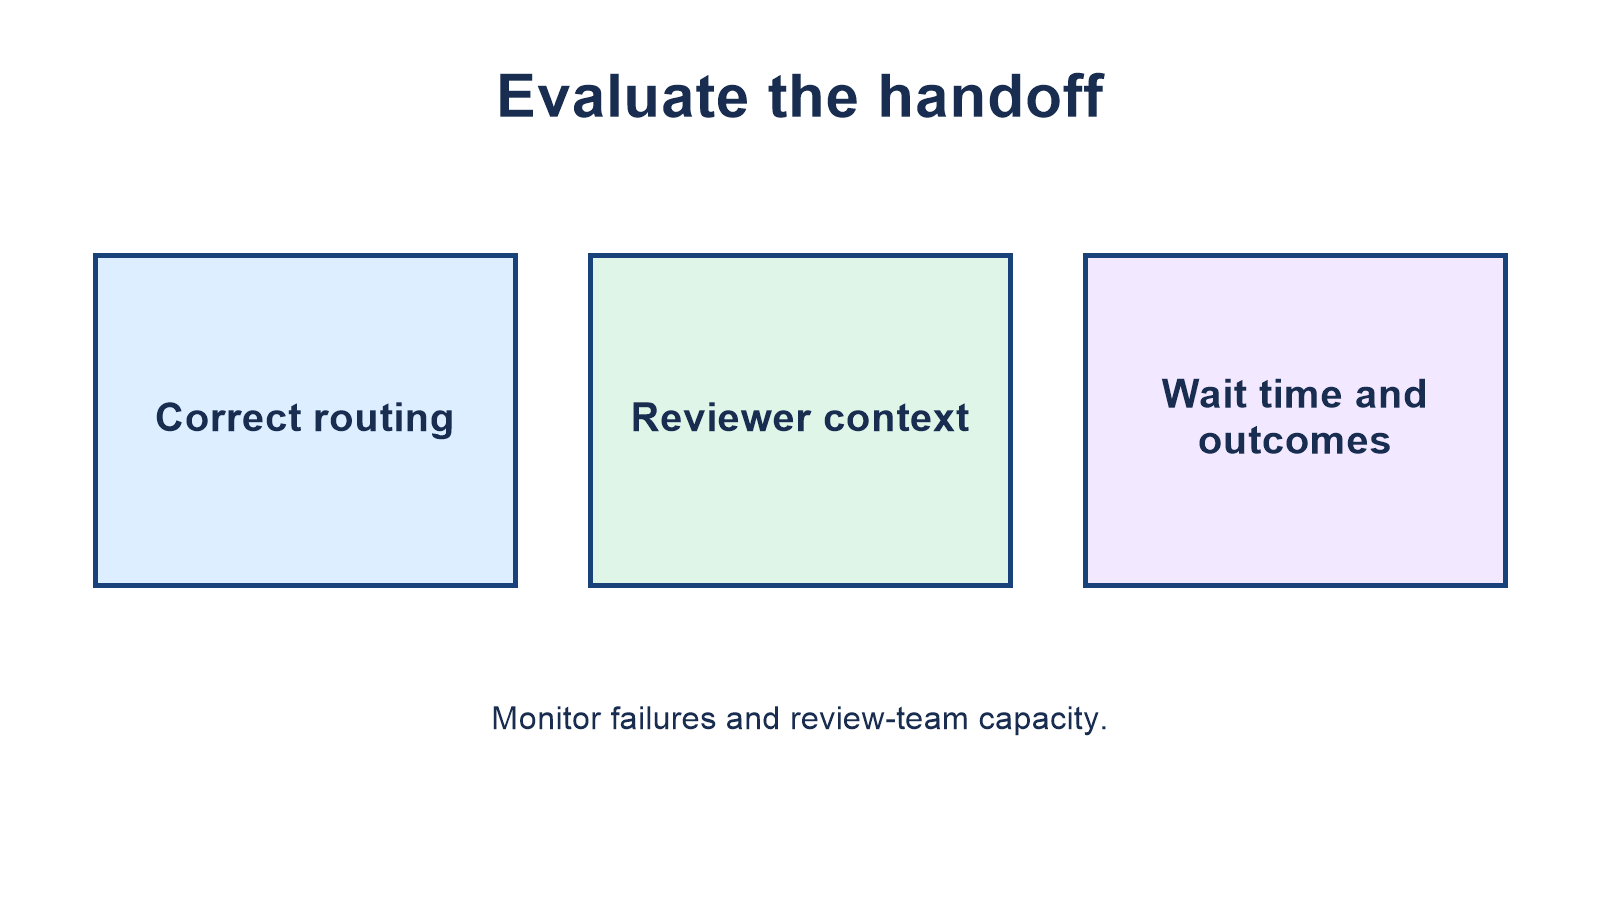 Evaluate the handoff
Correct routing
Reviewer context
Wait time and
outcomes
Monitor failures and review-team capacity.